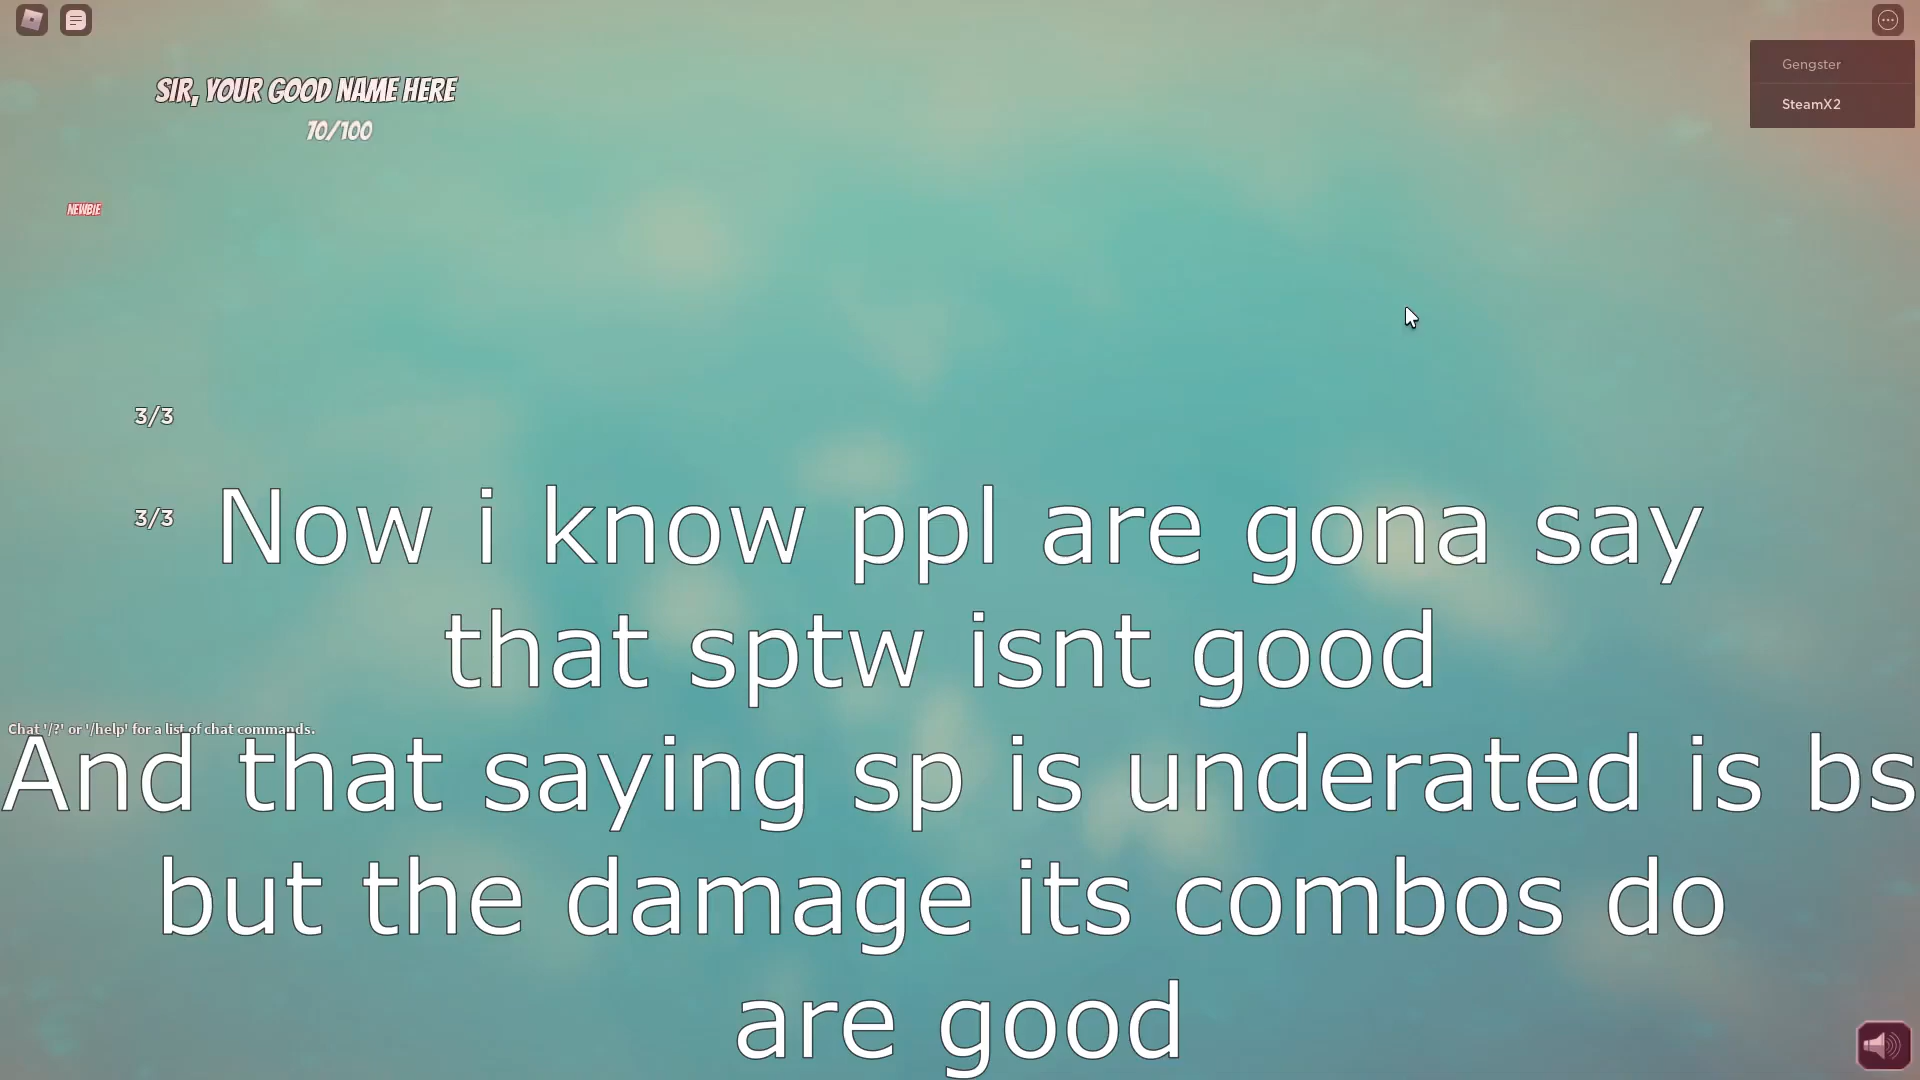 Gengster
SteamX2
SIR, YOUR GOOD NAME HERE
10/100
NEWBIE
3/3
3/3
Now i know ppl are gona say
that sptw isnt good
Chat '/?' or '/help' for a list of chat commands.
And that saying sp is underated is bs
but the damage its combos do
are good